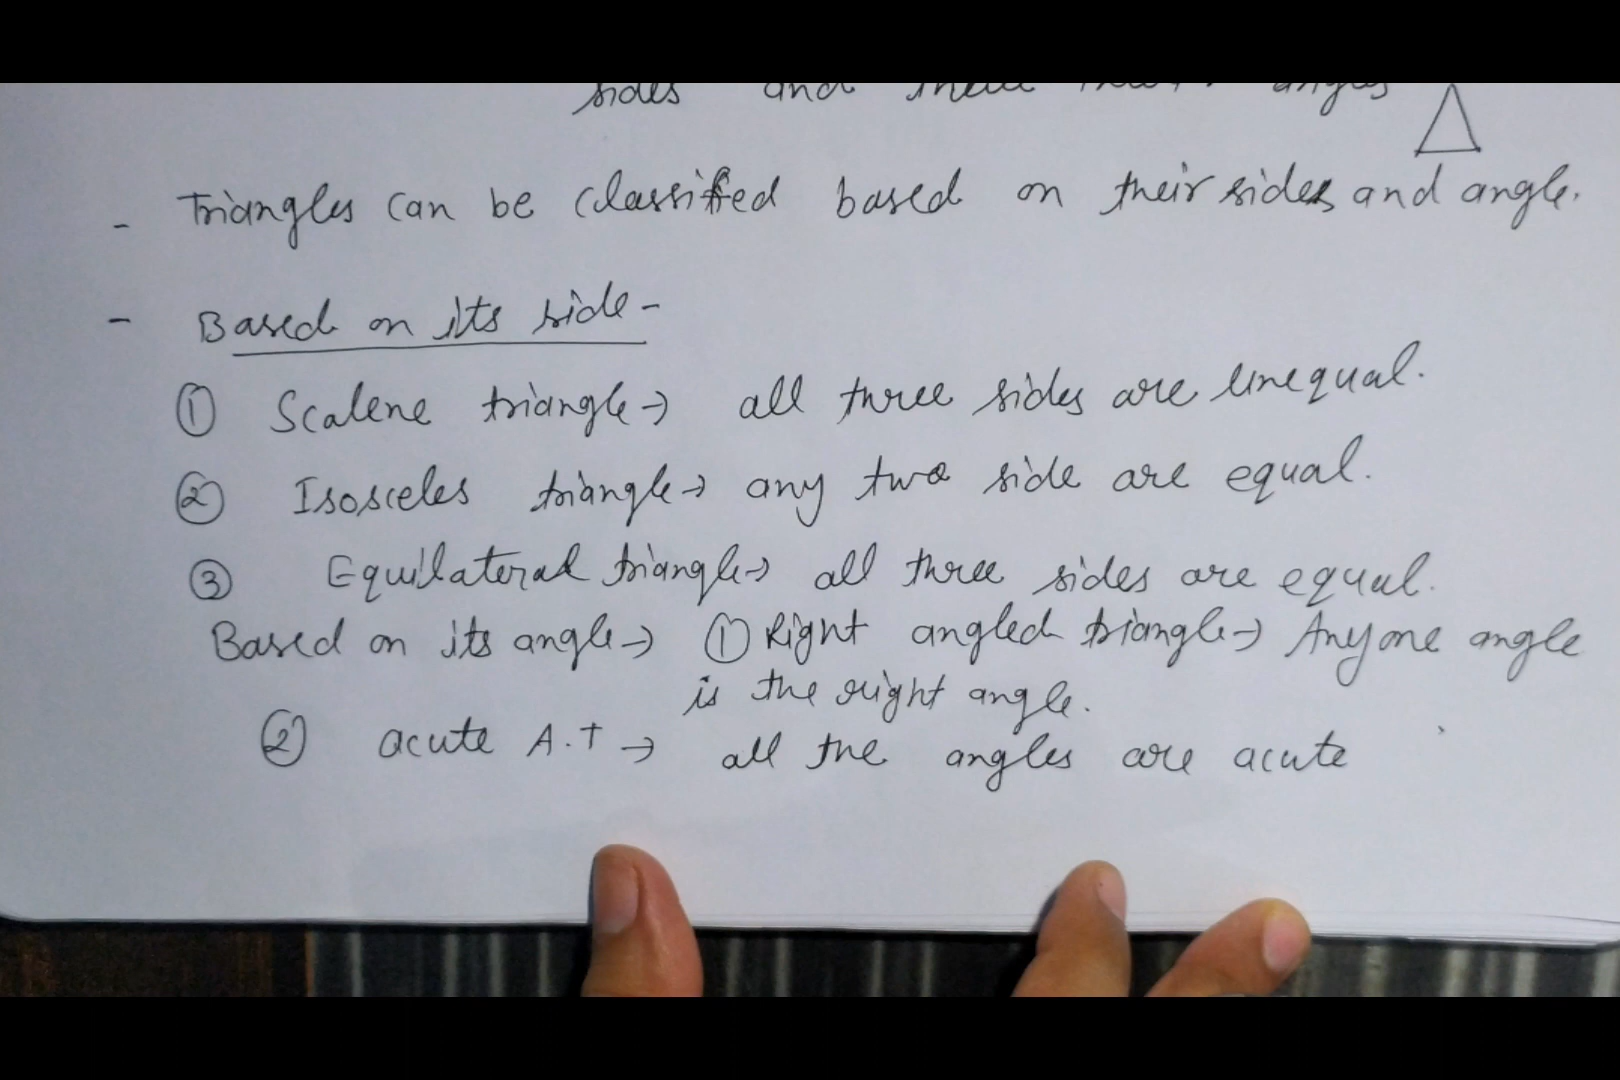 sides and angles
- Triangles can be classified based on their sides and angle.
- Based on its side -
① Scalene triangle → all three sides are unequal.
② Isosceles triangle → any two side are equal.
③ Equilateral triangle → all three sides are equal.
Based on its angle → ① Right angled triangle → Anyone angle
is the right angle.
② acute A.T → all the angles are acute